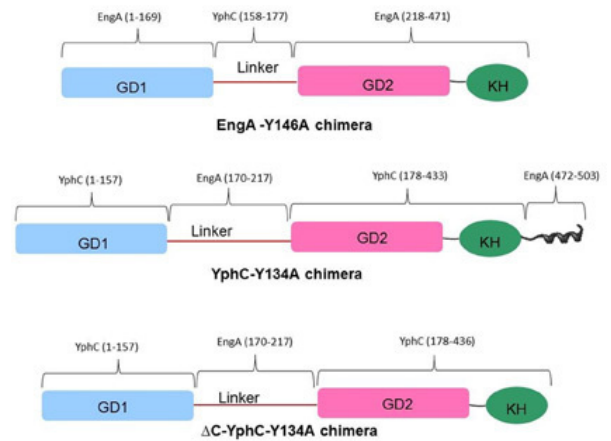 EngA (1-169) YphC (158-177) EngA (218-471)
Linker
GD1 GD2 KH
EngA -Y146A chimera
YphC (1-157) EngA (170-217) YphC (178-433) EngA (472-503)
Linker
GD1 GD2 KH
YphC-Y134A chimera
YphC (1-157) EngA (170-217) YphC (178-436)
Linker
GD1 GD2 KH
ΔC-YphC-Y134A chimera